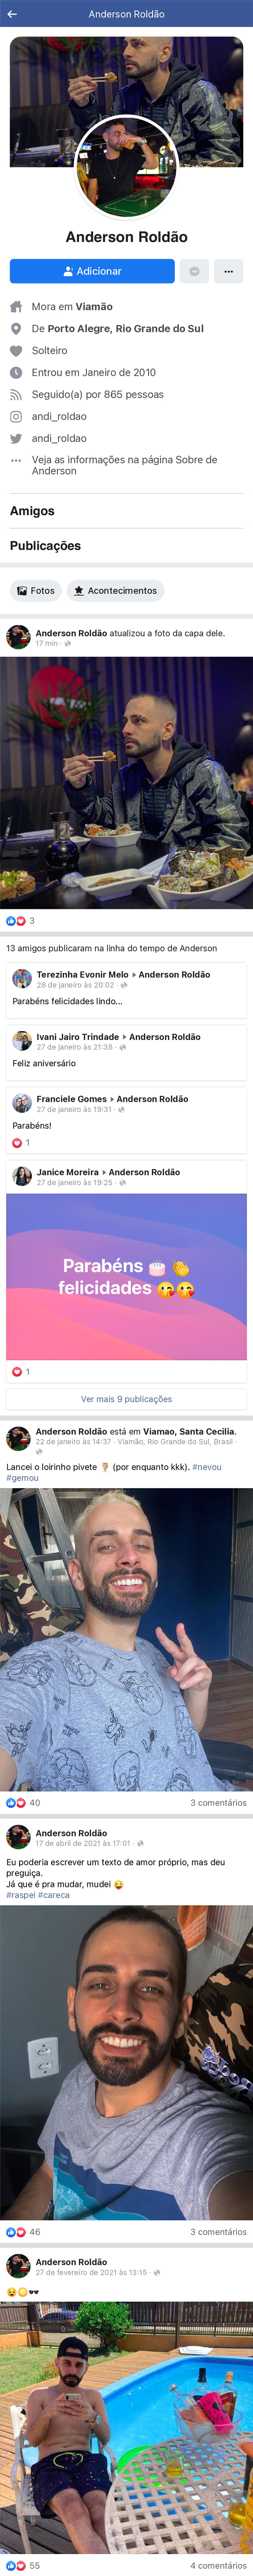 Anderson Roldão
Anderson Roldão
Adicionar
Mora em Viamão
De Porto Alegre, Rio Grande do Sul
Solteiro
Entrou em Janeiro de 2010
Seguido(a) por 865 pessoas
andi_roldao
andi_roldao
Veja as informações na página Sobre de
Anderson
Amigos
Publicações
Fotos
Acontecimentos
Anderson Roldão atualizou a foto da capa dele.
17 min ·
3
13 amigos publicaram na linha do tempo de Anderson
Terezinha Evonir Melo ▸ Anderson Roldão
28 de janeiro às 20:02 ·
Parabéns felicidades lindo...
Ivani Jairo Trindade ▸ Anderson Roldão
27 de janeiro às 21:38 ·
Feliz aniversário
Franciele Gomes ▸ Anderson Roldão
27 de janeiro às 19:31 ·
Parabéns!
1
Janice Moreira ▸ Anderson Roldão
27 de janeiro às 19:25 ·
Parabéns 🎂 👏
felicidades 😘😘
1
Ver mais 9 publicações
Anderson Roldão está em Viamao, Santa Cecilia.
22 de janeiro às 14:37 · Viamão, Rio Grande do Sul, Brasil ·
Lancei o loirinho pivete (por enquanto kkk). #nevou
#gemou
40
3 comentários
Anderson Roldão
17 de abril de 2021 às 17:01 ·
Eu poderia escrever um texto de amor próprio, mas deu
preguiça.
Já que é pra mudar, mudei 😂
#raspei #careca
46
3 comentários
Anderson Roldão
27 de fevereiro de 2021 às 13:15 ·
55
4 comentários